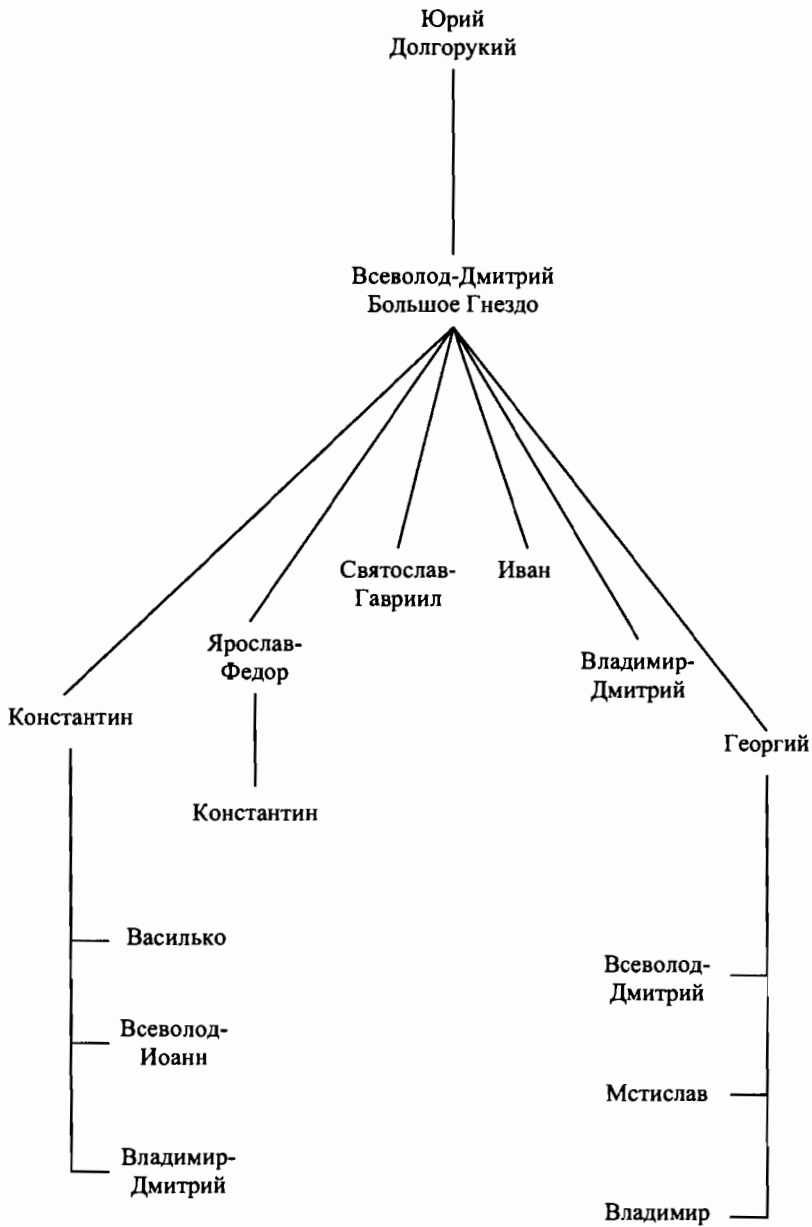 Юрий
Долгорукий
Всеволод-Дмитрий
Большое Гнездо
Святослав-
Гавриил
Иван
Ярослав-
Федор
Владимир-
Дмитрий
Константин
Георгий
Константин
Василько
Всеволод-
Дмитрий
Всеволод-
Иоанн
Мстислав
Владимир-
Дмитрий
Владимир